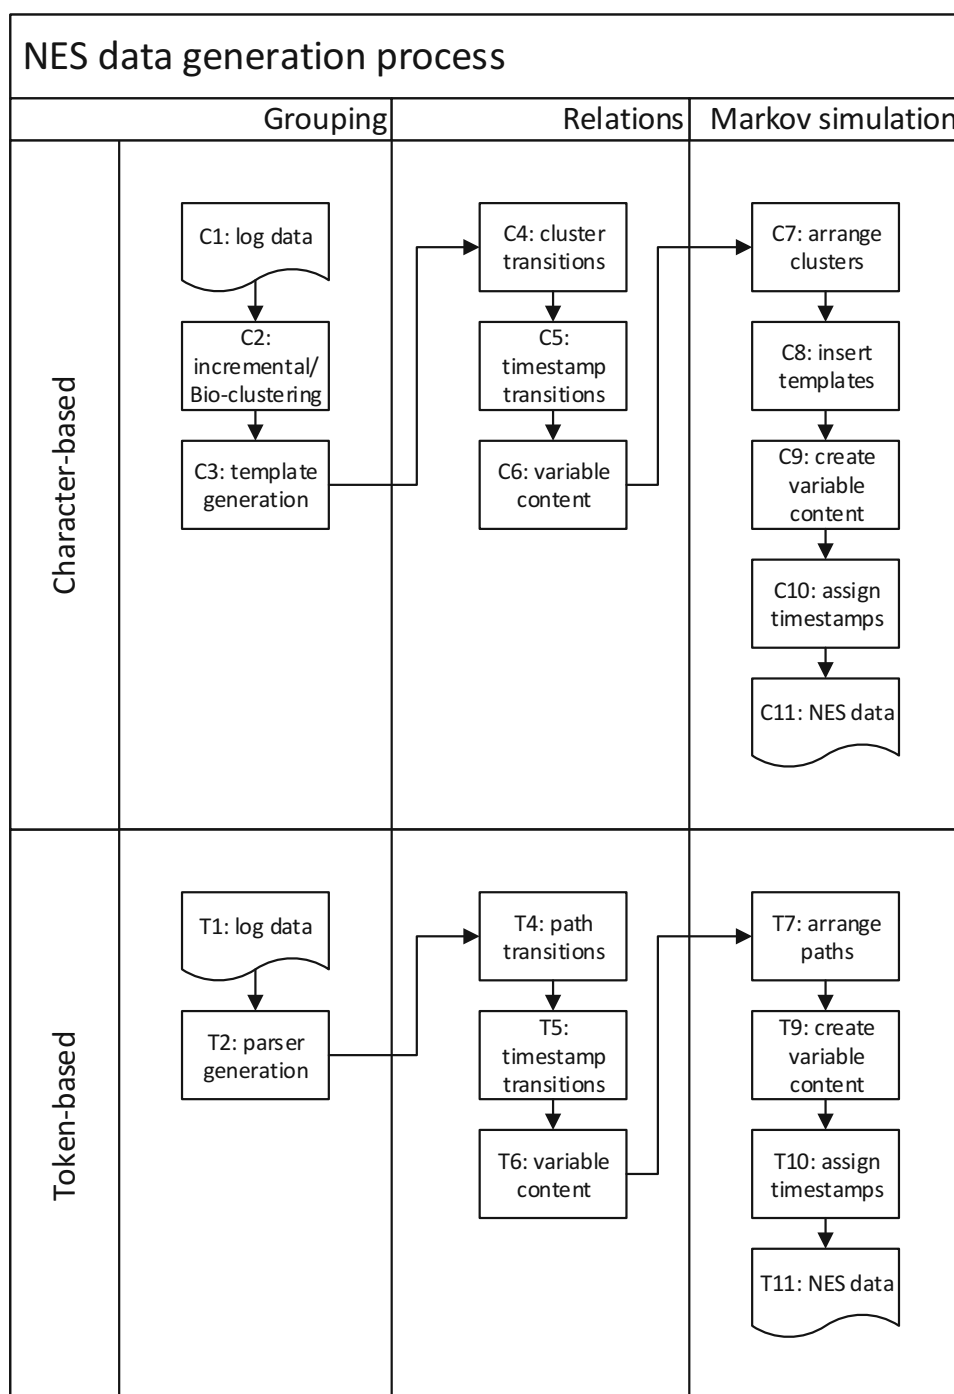 NES data generation process
Grouping
Relations
Markov simulation
Character-based
C1: log data
C2:
incremental/
Bio-clustering
C3: template
generation
C4: cluster
transitions
C5:
timestamp
transitions
C6: variable
content
C7: arrange
clusters
C8: insert
templates
C9: create
variable
content
C10: assign
timestamps
C11: NES data
Token-based
T1: log data
T2: parser
generation
T4: path
transitions
T5:
timestamp
transitions
T6: variable
content
T7: arrange
paths
T9: create
variable
content
T10: assign
timestamps
T11: NES data